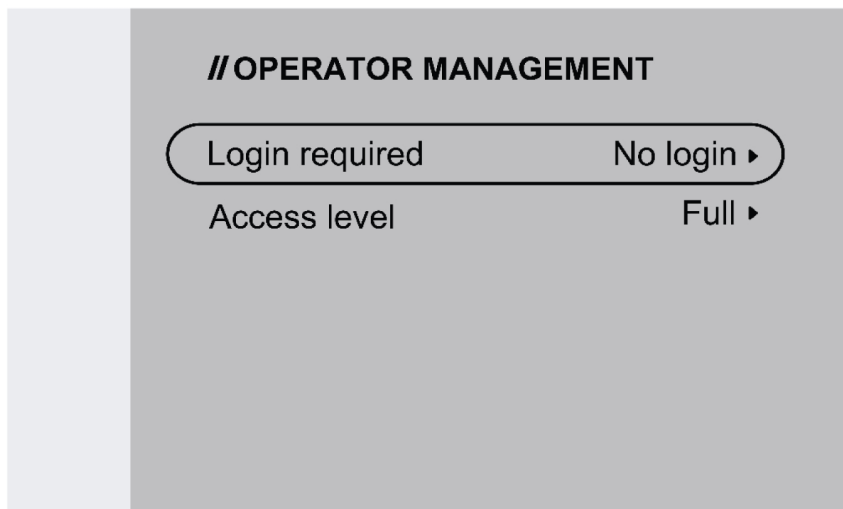 // OPERATOR MANAGEMENT
Login required No login ▸
Access level Full ▸